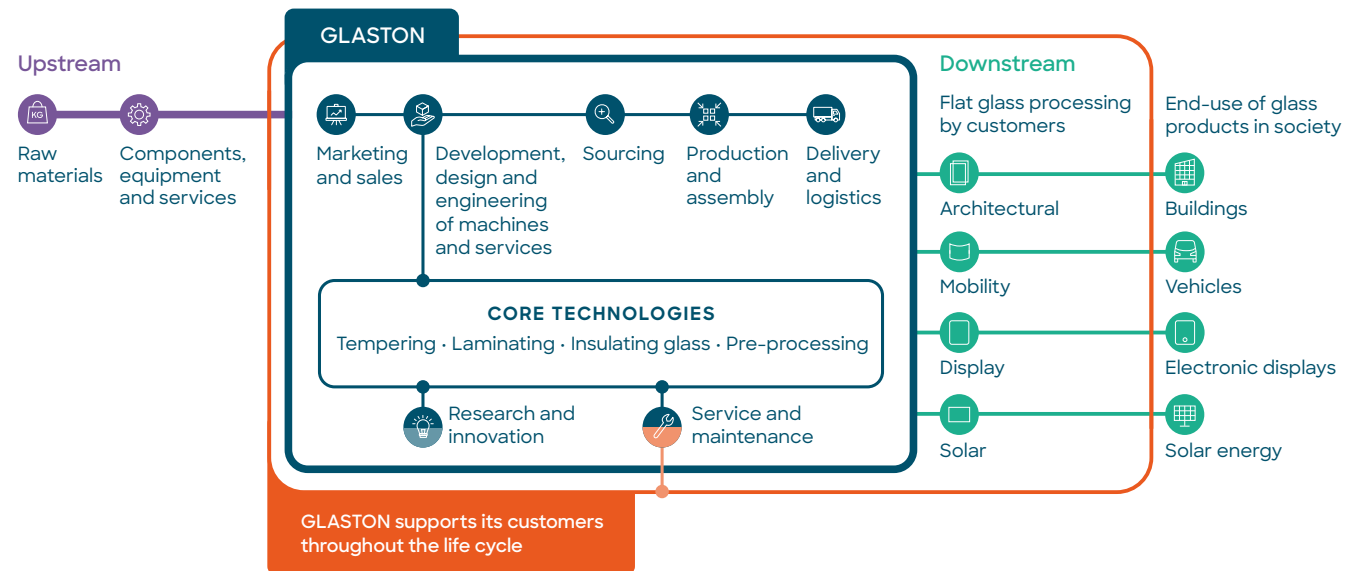 GLASTON
Upstream
KG
Raw
materials
Components,
equipment
and services
Marketing
and sales
Development,
design and
engineering
of machines
and services
Sourcing
Production
and
assembly
Delivery
and
logistics
CORE TECHNOLOGIES
Tempering · Laminating · Insulating glass · Pre-processing
Research and
innovation
Service and
maintenance
Downstream
Flat glass processing
by customers
End-use of glass
products in society
Architectural
Buildings
Mobility
Vehicles
Display
Electronic displays
Solar
Solar energy
GLASTON supports its customers
throughout the life cycle